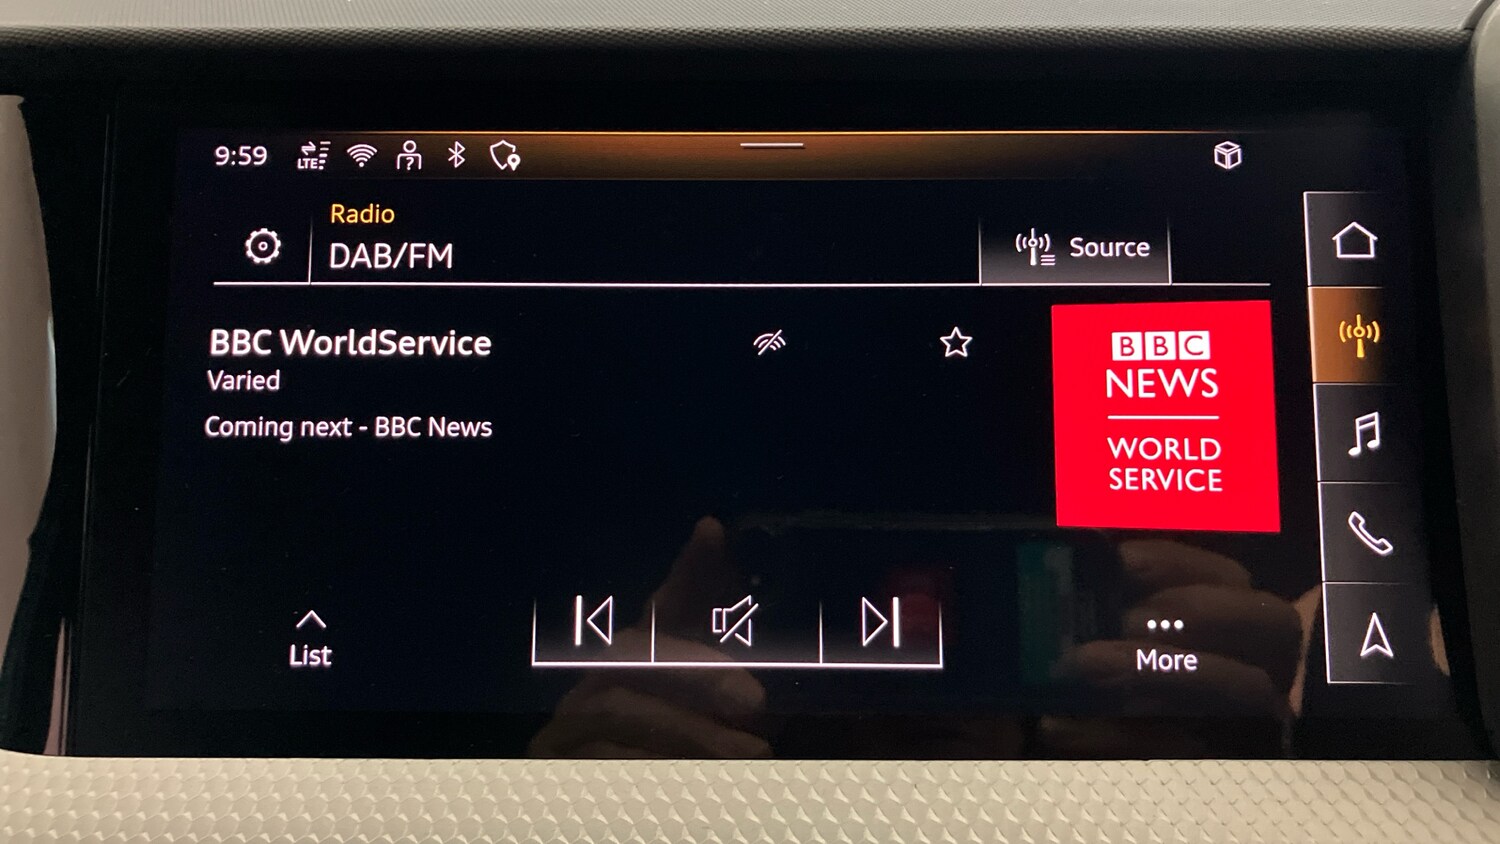 9:59
LTE
Radio
DAB/FM
Source
BBC WorldService
Varied
Coming next - BBC News
BBC
NEWS
WORLD
SERVICE
List
More